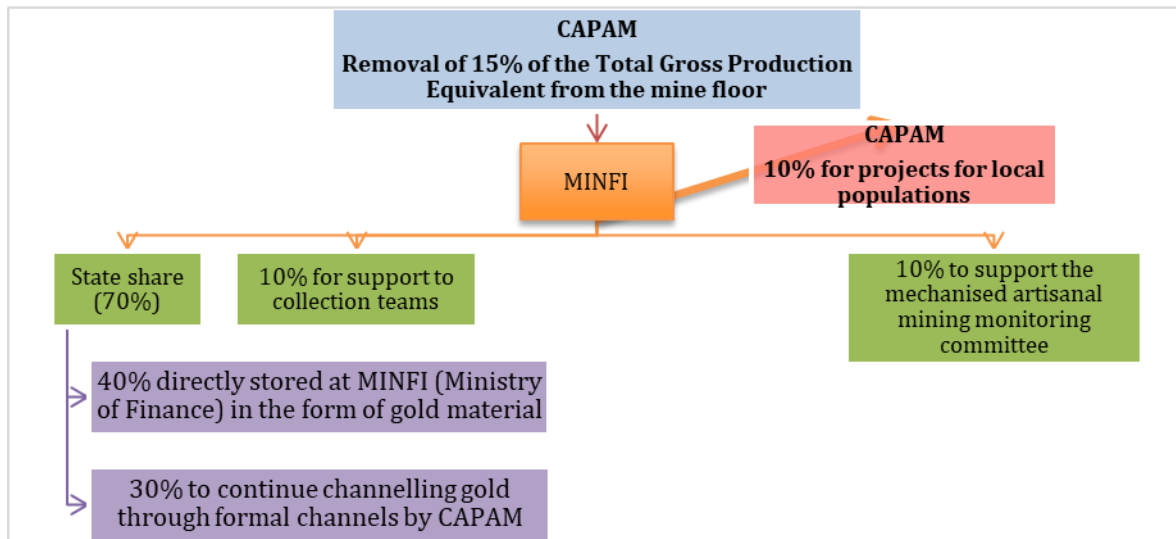 CAPAM
Removal of 15% of the Total Gross Production
Equivalent from the mine floor
MINFI
CAPAM
10% for projects for local
populations
State share
(70%)
10% for support to
collection teams
10% to support the
mechanised artisanal
mining monitoring
committee
40% directly stored at MINFI (Ministry
of Finance) in the form of gold material
30% to continue channelling gold
through formal channels by CAPAM